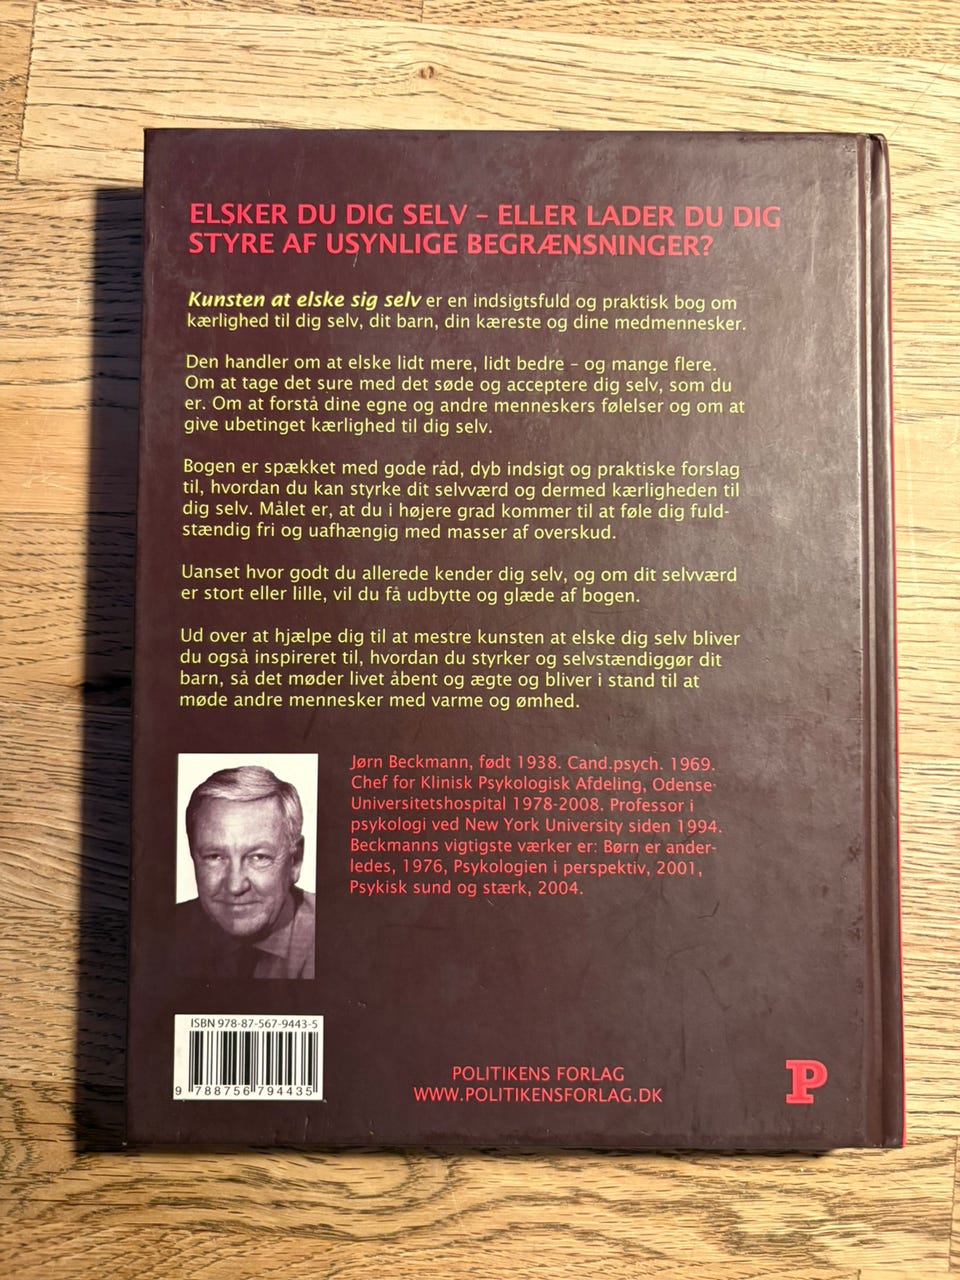 ELSKER DU DIG SELV – ELLER LADER DU DIG
STYRE AF USYNLIGE BEGRÆNSNINGER?
Kunsten at elske sig selv er en indsigtsfuld og praktisk bog om
kærlighed til dig selv, dit barn, din kæreste og dine medmennesker.
Den handler om at elske lidt mere, lidt bedre – og mange flere.
Om at tage det sure med det søde og acceptere dig selv, som du
er. Om at forstå dine egne og andre menneskers følelser og om at
give ubetinget kærlighed til dig selv.
Bogen er spækket med gode råd, dyb indsigt og praktiske forslag
til, hvordan du kan styrke dit selvværd og dermed kærligheden til
dig selv. Målet er, at du i højere grad kommer til at føle dig fuld-
stændig fri og uafhængig med masser af overskud.
Uanset hvor godt du allerede kender dig selv, og om dit selvværd
er stort eller lille, vil du få udbytte og glæde af bogen.
Ud over at hjælpe dig til at mestre kunsten at elske dig selv bliver
du også inspireret til, hvordan du styrker og selvstændiggør dit
barn, så det møder livet åbent og ægte og bliver i stand til at
møde andre mennesker med varme og ømhed.
Jørn Beckmann, født 1938. Cand.psych. 1969.
Chef for Klinisk Psykologisk Afdeling, Odense
Universitetshospital 1978-2008. Professor i
psykologi ved New York University siden 1994.
Beckmanns vigtigste værker er: Børn er ander-
ledes, 1976, Psykologien i perspektiv, 2001,
Psykisk sund og stærk, 2004.
ISBN 978-87-567-9443-5
9 788756 794435
POLITIKENS FORLAG
WWW.POLITIKENSFORLAG.DK
P